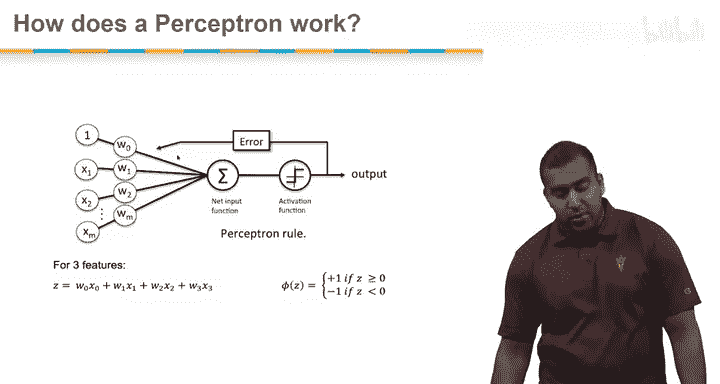 How does a Perceptron work?
1
w0
Error
x1
w1
Σ
output
x2
w2
⋮
wm
xm
Net input function
Activation function
Perceptron rule.
For 3 features:
z = w0x0 + w1x1 + w2x2 + w3x3
ϕ(z) = {+1 if z ≥ 0
−1 if z < 0